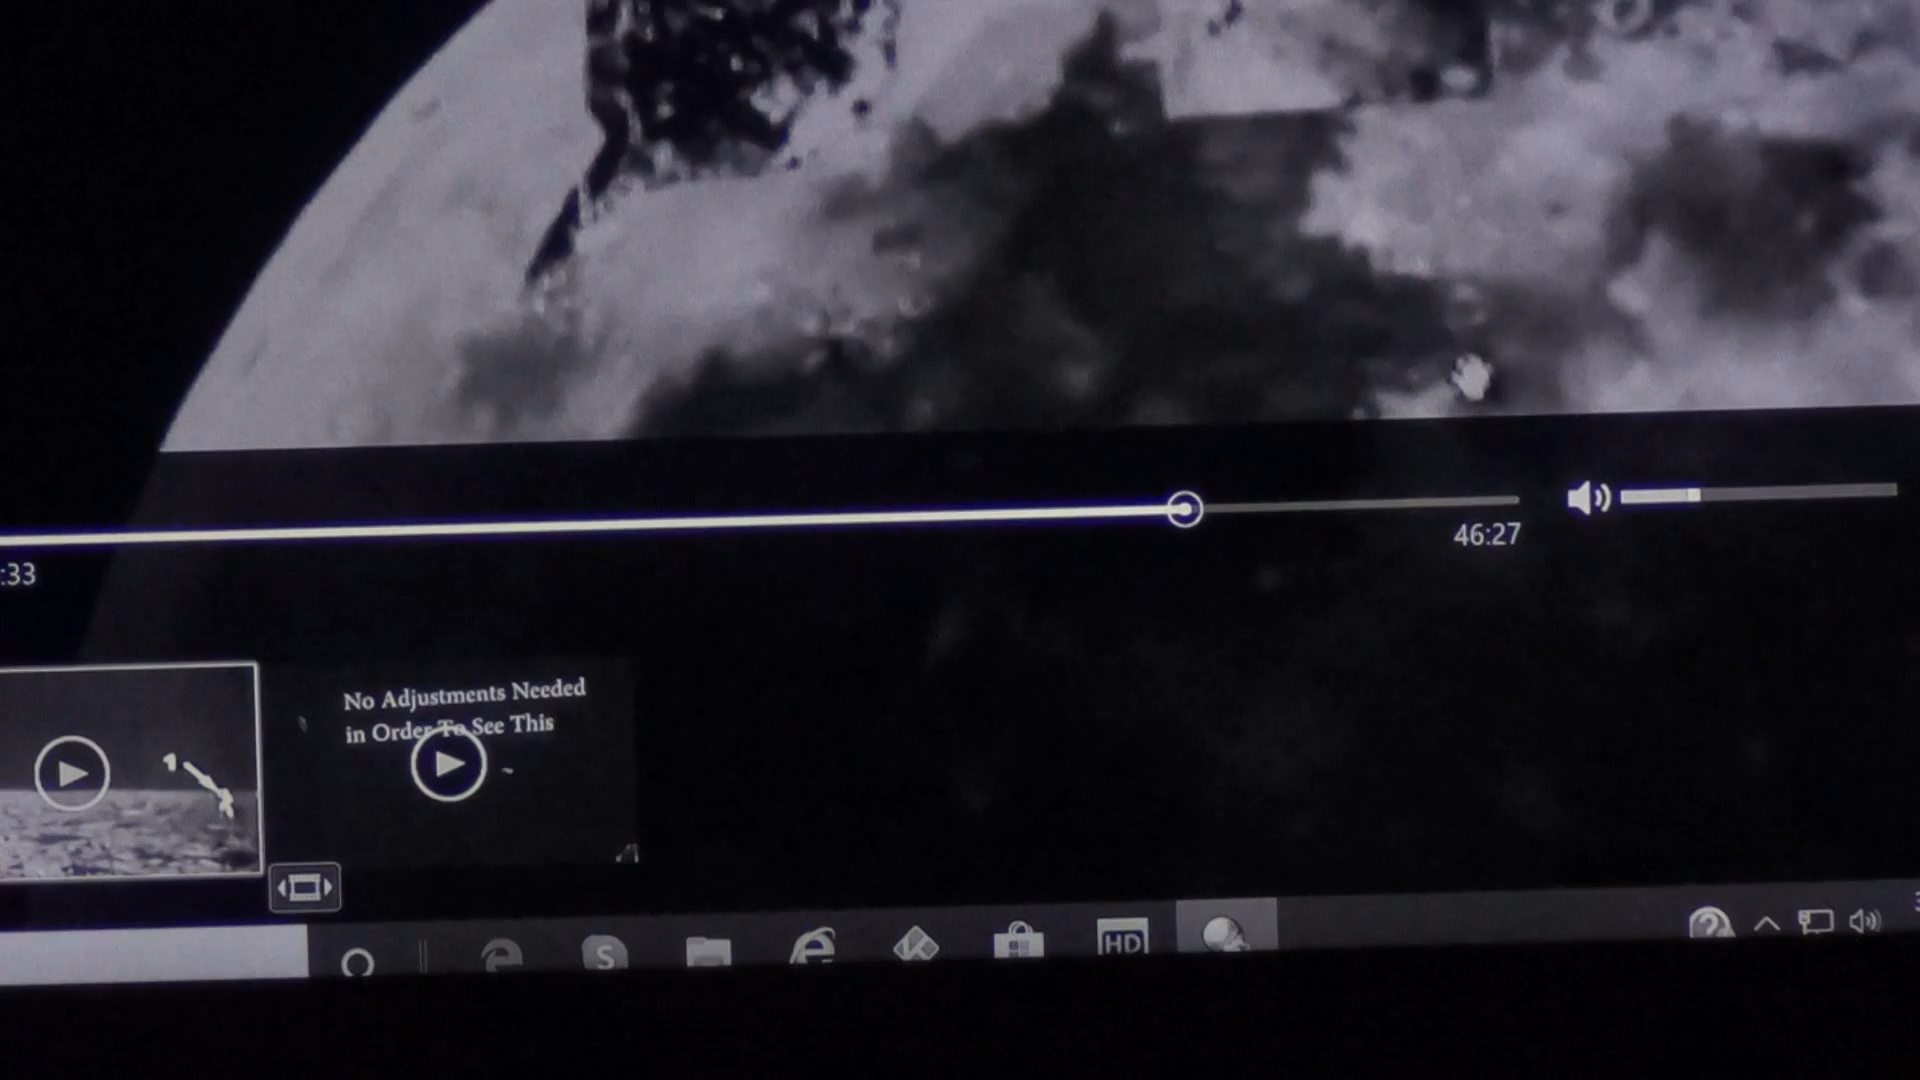 46:27
:33
No Adjustments Needed
in Order To See This
S
HD